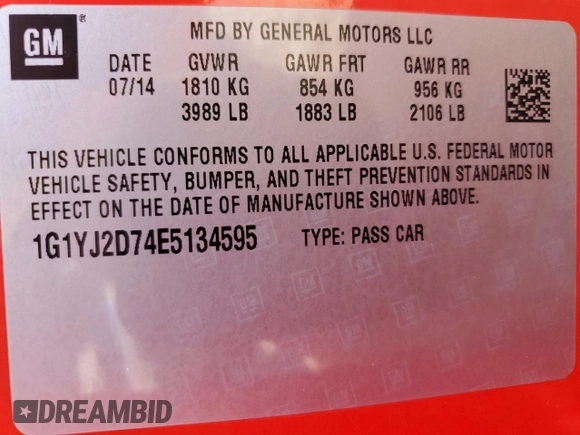 GM
MFD BY GENERAL MOTORS LLC
DATE GVWR GAWR FRT GAWR RR
07/14 1810 KG 854 KG 956 KG
3989 LB 1883 LB 2106 LB
THIS VEHICLE CONFORMS TO ALL APPLICABLE U.S. FEDERAL MOTOR
VEHICLE SAFETY, BUMPER, AND THEFT PREVENTION STANDARDS IN
EFFECT ON THE DATE OF MANUFACTURE SHOWN ABOVE.
1G1YJ2D74E5134595 TYPE: PASS CAR
DREAMBID